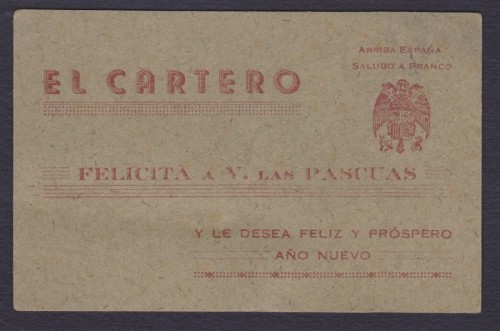 ARRIBA ESPAÑA
SALUDO A FRANCO
EL CARTERO
FELICITA A V. LAS PASCUAS
Y LE DESEA FELIZ Y PRÓSPERO
AÑO NUEVO